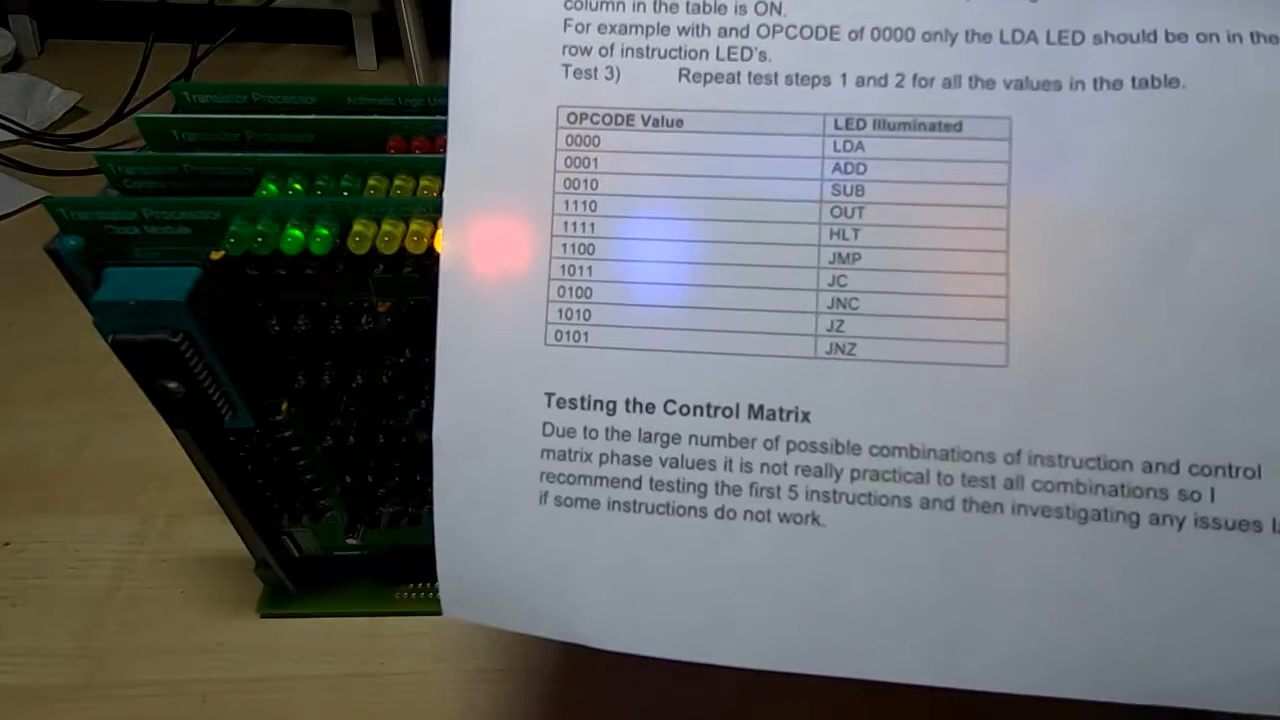 column in the table is ON.
For example with and OPCODE of 0000 only the LDA LED should be on in the
row of instruction LED's.
Test 3) Repeat test steps 1 and 2 for all the values in the table.
OPCODE Value LED Illuminated
0000 LDA
0001 ADD
0010 SUB
1110 OUT
1111 HLT
1100 JMP
1011 JC
0100 JNC
1010 JZ
0101 JNZ
Testing the Control Matrix
Due to the large number of possible combinations of instruction and control
matrix phase values it is not really practical to test all combinations so I
recommend testing the first 5 instructions and then investigating any issues
if some instructions do not work.
Transistor Processor Arithmetic Logic
Transistor Processor
Transistor Processor
Transistor Processor
Clock Module